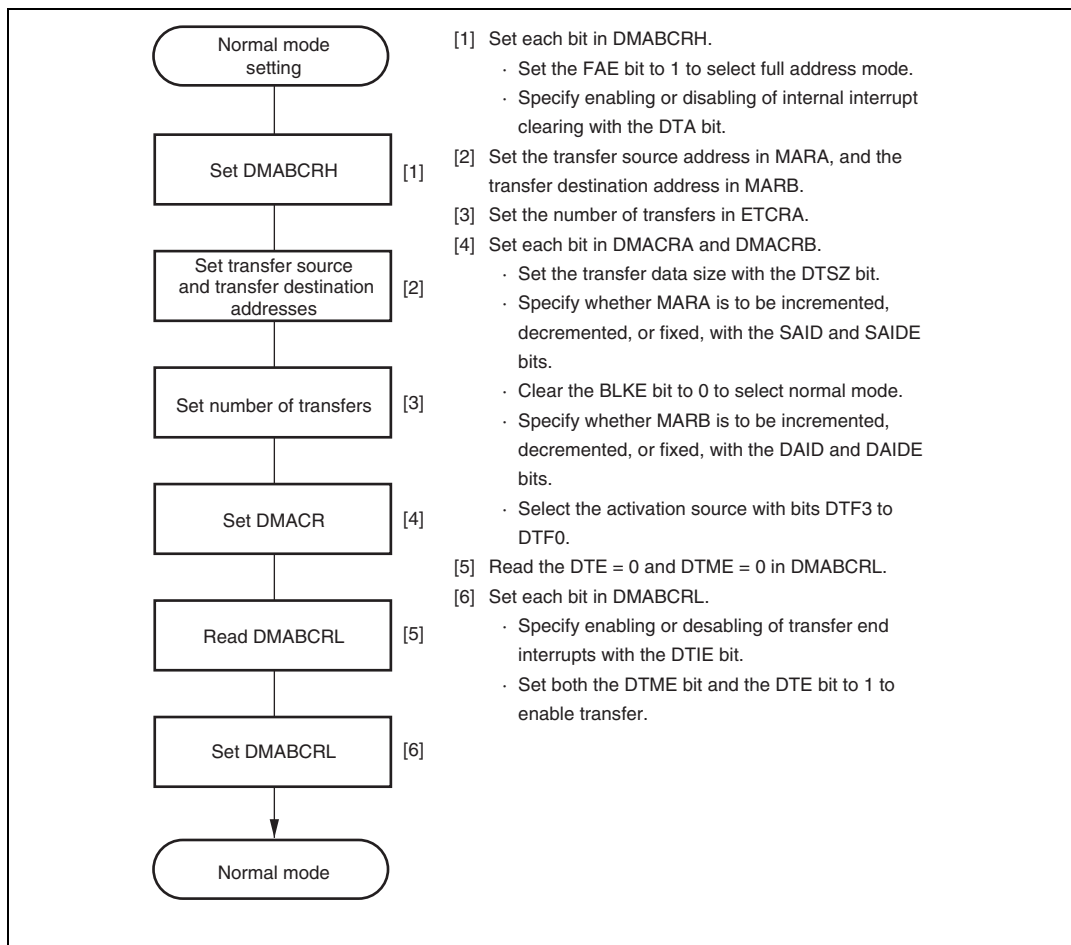 Normal mode
setting
Set DMABCRH [1]
Set transfer source
and transfer destination
addresses
[2]
Set number of transfers [3]
Set DMACR [4]
Read DMABCRL [5]
Set DMABCRL [6]
Normal mode
[1] Set each bit in DMABCRH.
· Set the FAE bit to 1 to select full address mode.
· Specify enabling or disabling of internal interrupt
clearing with the DTA bit.
[2] Set the transfer source address in MARA, and the
transfer destination address in MARB.
[3] Set the number of transfers in ETCRA.
[4] Set each bit in DMACRA and DMACRB.
· Set the transfer data size with the DTSZ bit.
· Specify whether MARA is to be incremented,
decremented, or fixed, with the SAID and SAIDE
bits.
· Clear the BLKE bit to 0 to select normal mode.
· Specify whether MARB is to be incremented,
decremented, or fixed, with the DAID and DAIDE
bits.
· Select the activation source with bits DTF3 to
DTF0.
[5] Read the DTE = 0 and DTME = 0 in DMABCRL.
[6] Set each bit in DMABCRL.
· Specify enabling or desabling of transfer end
interrupts with the DTIE bit.
· Set both the DTME bit and the DTE bit to 1 to
enable transfer.